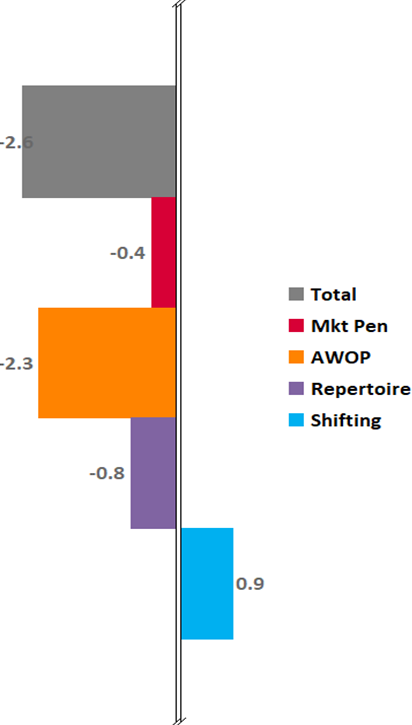 -2.6
-0.4
-2.3
-0.8
0.9
Total
Mkt Pen
AWOP
Repertoire
Shifting